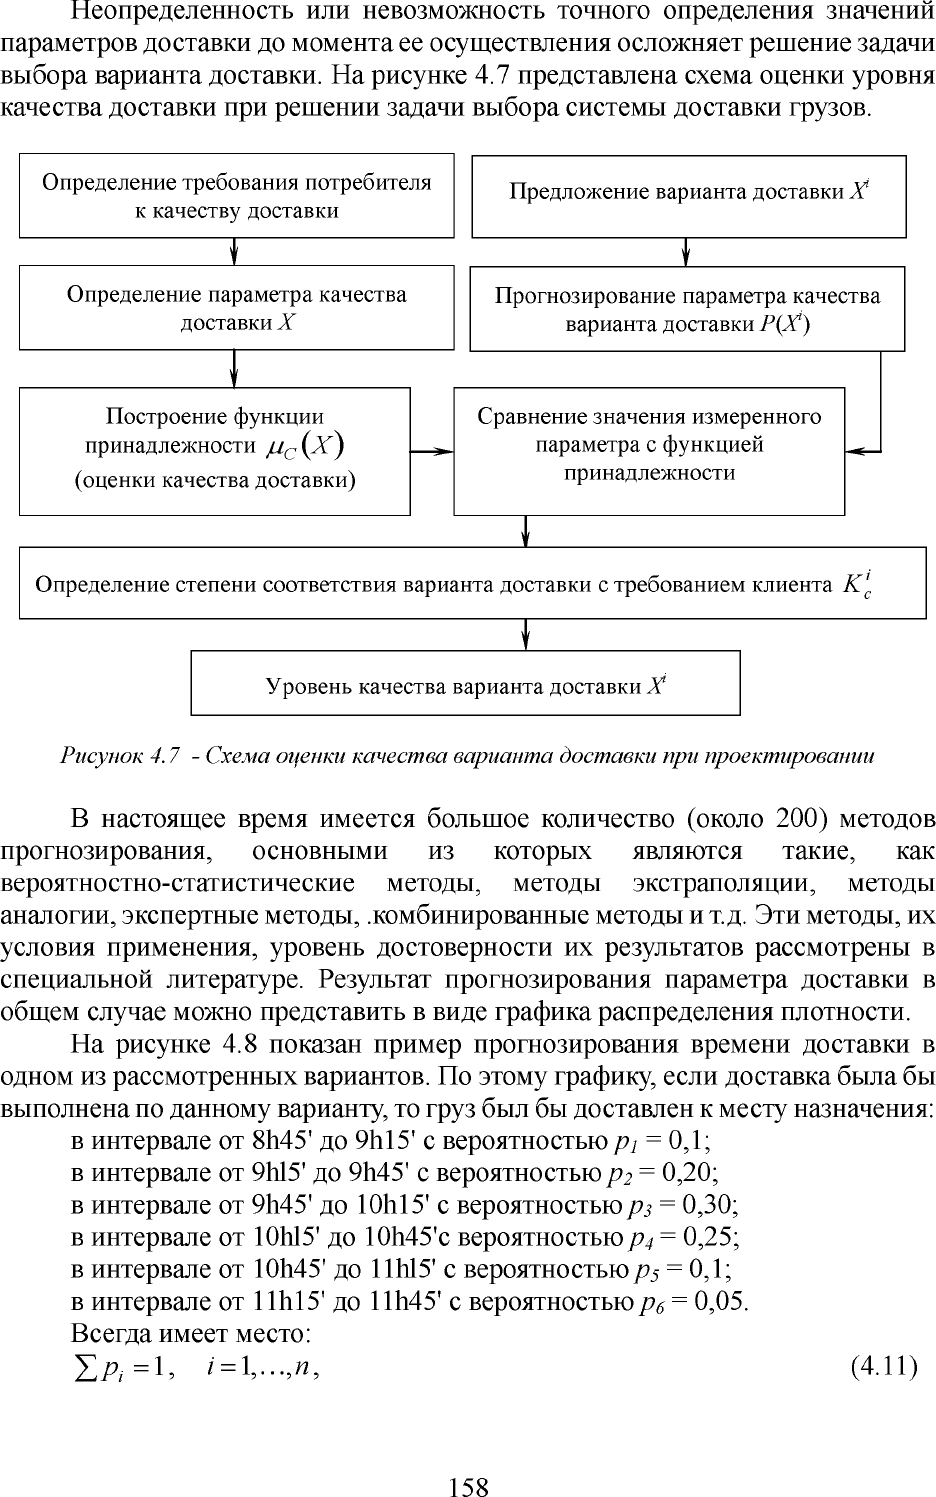 Неопределенность или невозможность точного определения значений
параметров доставки до момента ее осуществления осложняет решение задачи
выбора варианта доставки. На рисунке 4.7 представлена схема оценки уровня
качества доставки при решении задачи выбора системы доставки грузов.
Определение требования потребителя
к качеству доставки
Предложение варианта доставки Xⁱ
Определение параметра качества
доставки X
Прогнозирование параметра качества
варианта доставки P(Xⁱ)
Построение функции
принадлежности μ_C(X)
(оценки качества доставки)
Сравнение значения измеренного
параметра с функцией
принадлежности
Определение степени соответствия варианта доставки с требованием клиента K_cⁱ
Уровень качества варианта доставки Xⁱ
Рисунок 4.7 - Схема оценки качества варианта доставки при проектировании
В настоящее время имеется большое количество (около 200) методов
прогнозирования, основными из которых являются такие, как
вероятностно-статистические методы, методы экстраполяции, методы
аналогии, экспертные методы, .комбинированные методы и т.д. Эти методы, их
условия применения, уровень достоверности их результатов рассмотрены в
специальной литературе. Результат прогнозирования параметра доставки в
общем случае можно представить в виде графика распределения плотности.
На рисунке 4.8 показан пример прогнозирования времени доставки в
одном из рассмотренных вариантов. По этому графику, если доставка была бы
выполнена по данному варианту, то груз был бы доставлен к месту назначения:
в интервале от 8h45' до 9h15' с вероятностью p₁ = 0,1;
в интервале от 9hl5' до 9h45' с вероятностью p₂ = 0,20;
в интервале от 9h45' до 10h15' с вероятностью p₃ = 0,30;
в интервале от 10hl5' до 10h45'с вероятностью p₄ = 0,25;
в интервале от 10h45' до 11hl5' с вероятностью p₅ = 0,1;
в интервале от 11h15' до 11h45' с вероятностью p₆ = 0,05.
Всегда имеет место:
∑pᵢ =1, i=1,…,n, (4.11)
158